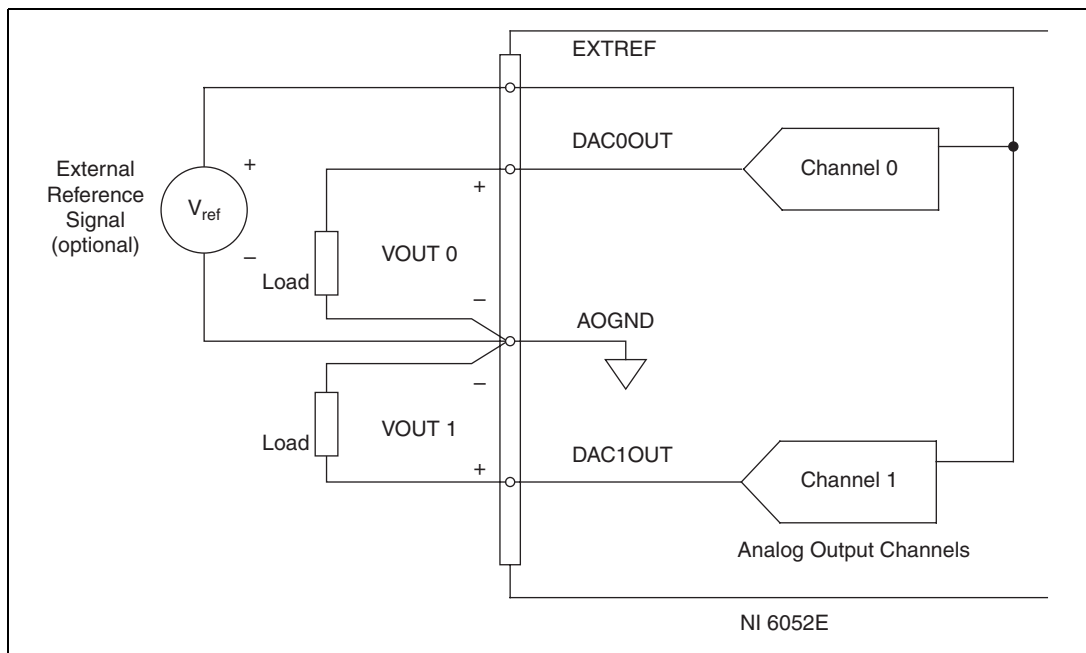 EXTREF
DAC0OUT
Channel 0
+
+
External
Reference
Signal
(optional)
Vref
VOUT 0
–
Load
–
AOGND
–
VOUT 1
Load
DAC1OUT
+
Channel 1
Analog Output Channels
NI 6052E